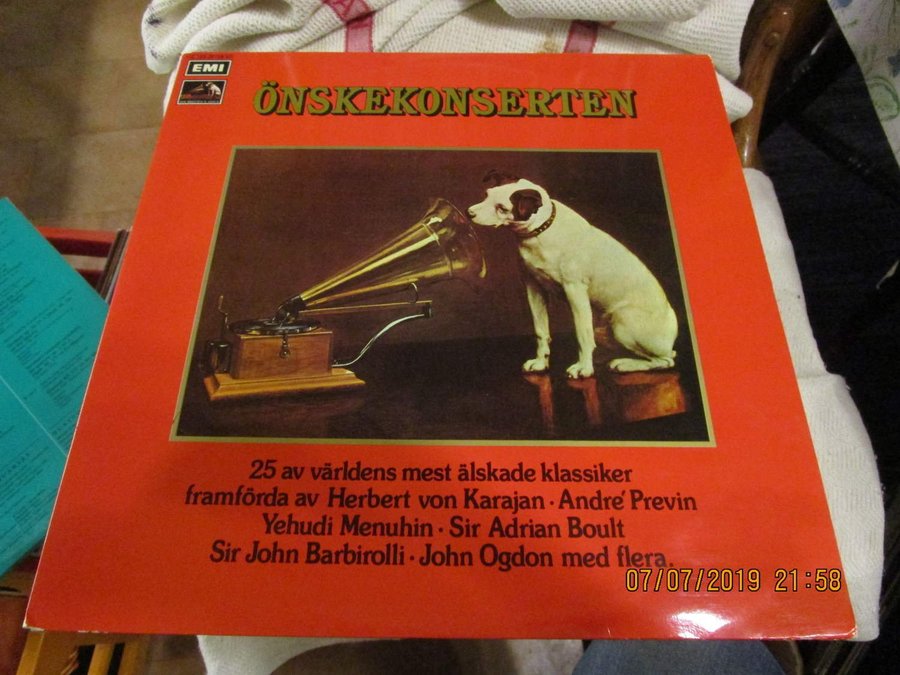 EMI
ÖNSKEKONSERTEN
25 av världens mest älskade klassiker
framförda av Herbert von Karajan · André Previn
Yehudi Menuhin · Sir Adrian Boult
Sir John Barbirolli · John Ogdon med flera.
07/07/2019 21:58